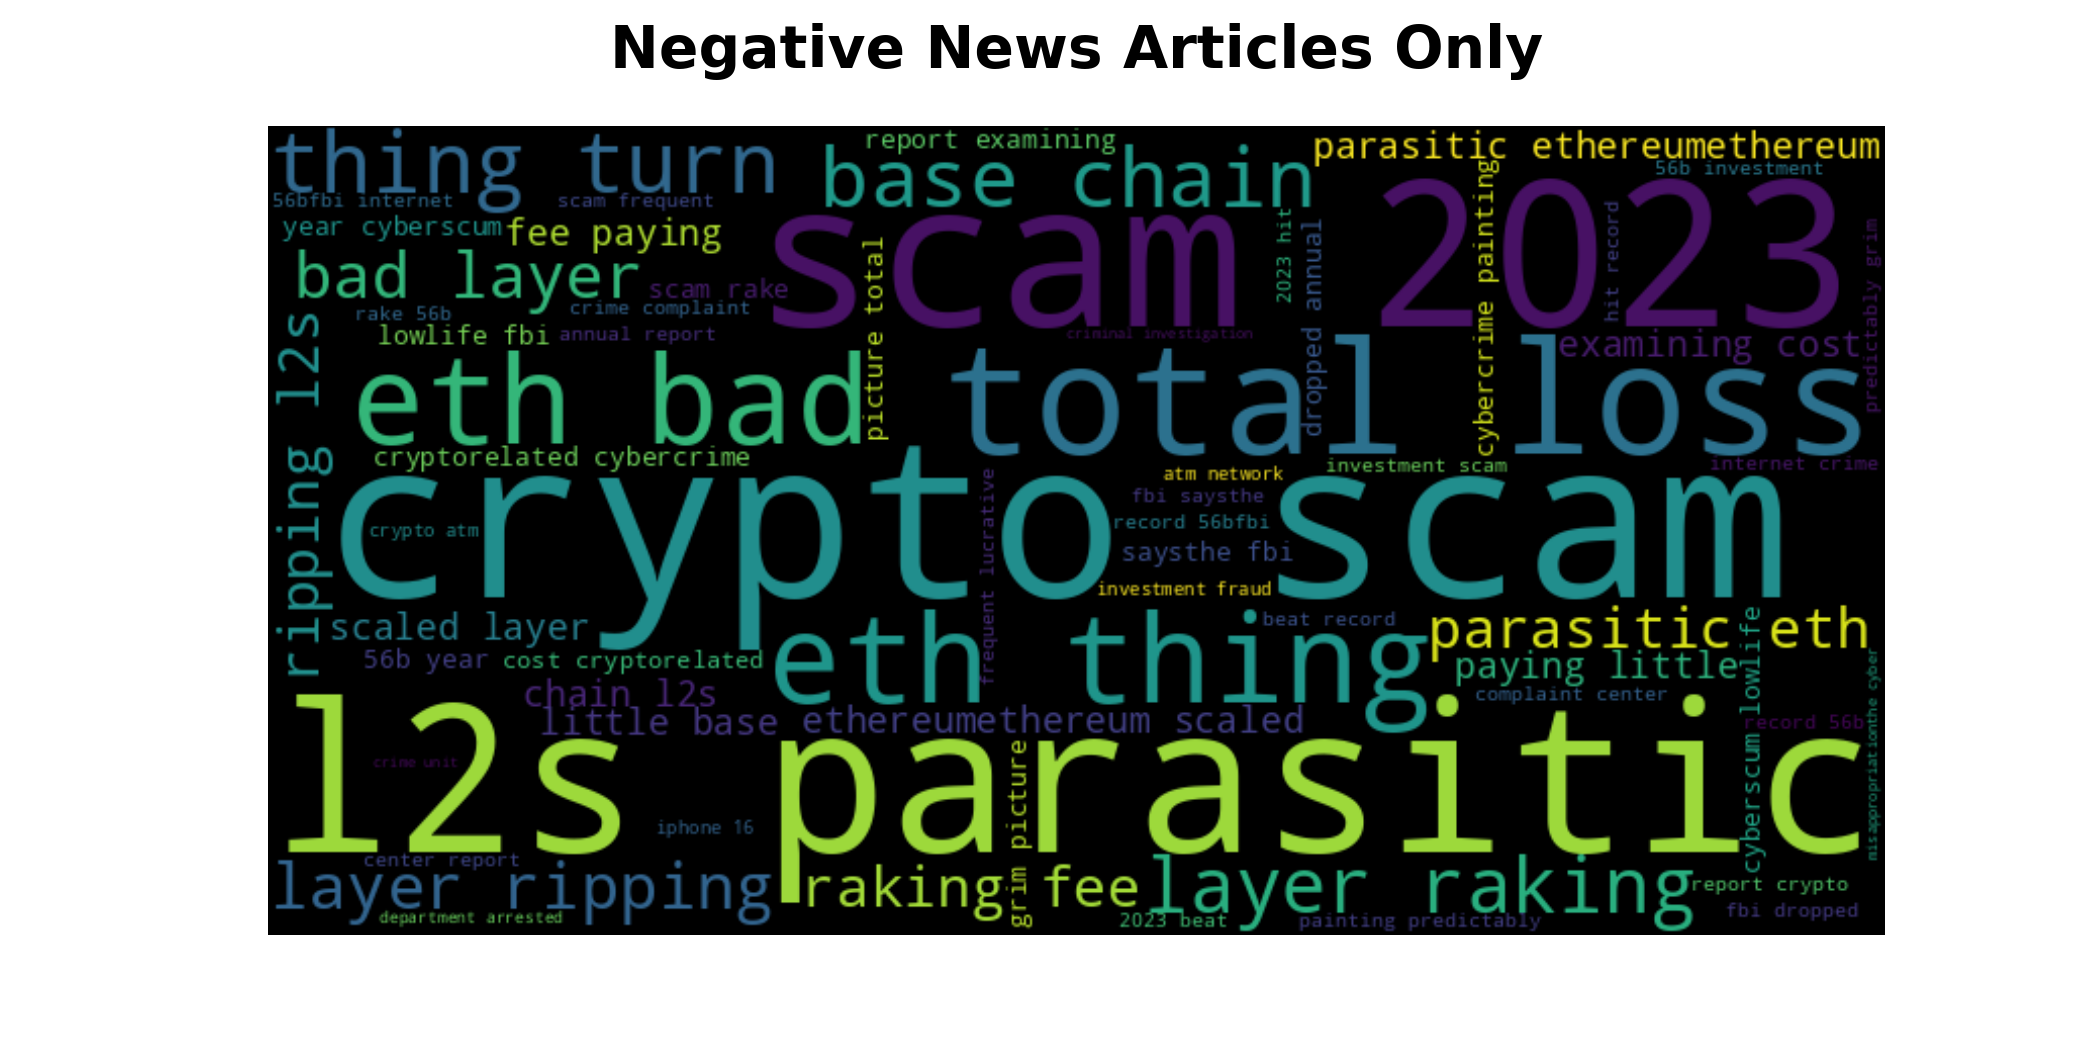 Negative News Articles Only
thing turn
report examining
base chain
parasitic ethereumethereum
56b investment
56bfbi internet
scam frequent
year cyberscum
fee paying
scam 2023
2023 hit
hit record
dropped annual
cybercrime painting
predictably grim
picture total
bad layer
scam rake
rake 56b
crime complaint
lowlife fbi
annual report
criminal investigation
examining cost
ripping l2s
eth bad
total loss
cryptorelated cybercrime
atm network
investment scam
internet crime
crypto scam
crypto atm
frequent lucrative
fbi saysthe
record 56bfbi
saysthe fbi
investment fraud
scaled layer
beat record
parasitic eth
56b year
cost cryptorelated
eth thing
paying little
cyberscum lowlife
misappropriationthe cyber
chain l2s
complaint center
little base
ethereumethereum scaled
record 56b
l2s parasitic
crime unit
grim picture
iphone 16
center report
layer ripping
raking fee
layer raking
report crypto
department arrested
2023 beat
painting predictably
fbi dropped